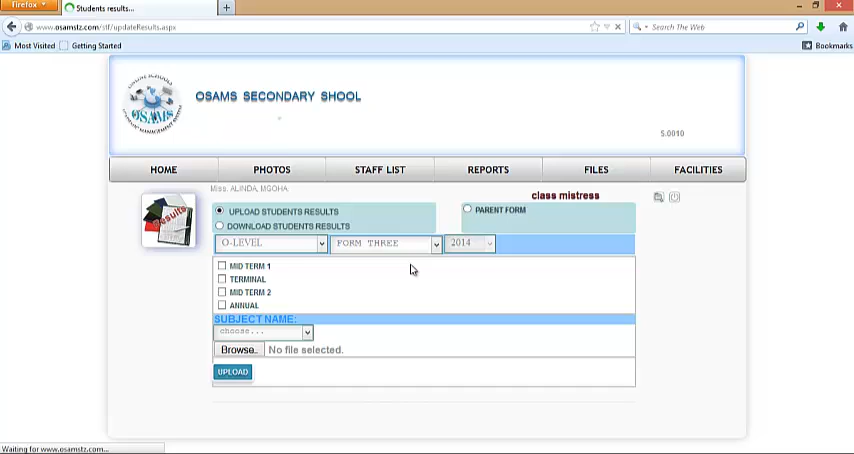 Firefox
Students results...
www.osamstz.com/stf/updateResults.aspx
Search The Web
Most Visited
Getting Started
Bookmarks
OSAMS
OSAMS SECONDARY SHOOL
S.0010
HOME
PHOTOS
STAFF LIST
REPORTS
FILES
FACILITIES
Results
Miss. ALINDA, MGOHA
class mistress
UPLOAD STUDENTS RESULTS
PARENT FORM
DOWNLOAD STUDENTS RESULTS
O-LEVEL
FORM THREE
2014
MID TERM 1
TERMINAL
MID TERM 2
ANNUAL
SUBJECT NAME:
choose...
Browse.. No file selected.
UPLOAD
Waiting for www.osamstz.com...